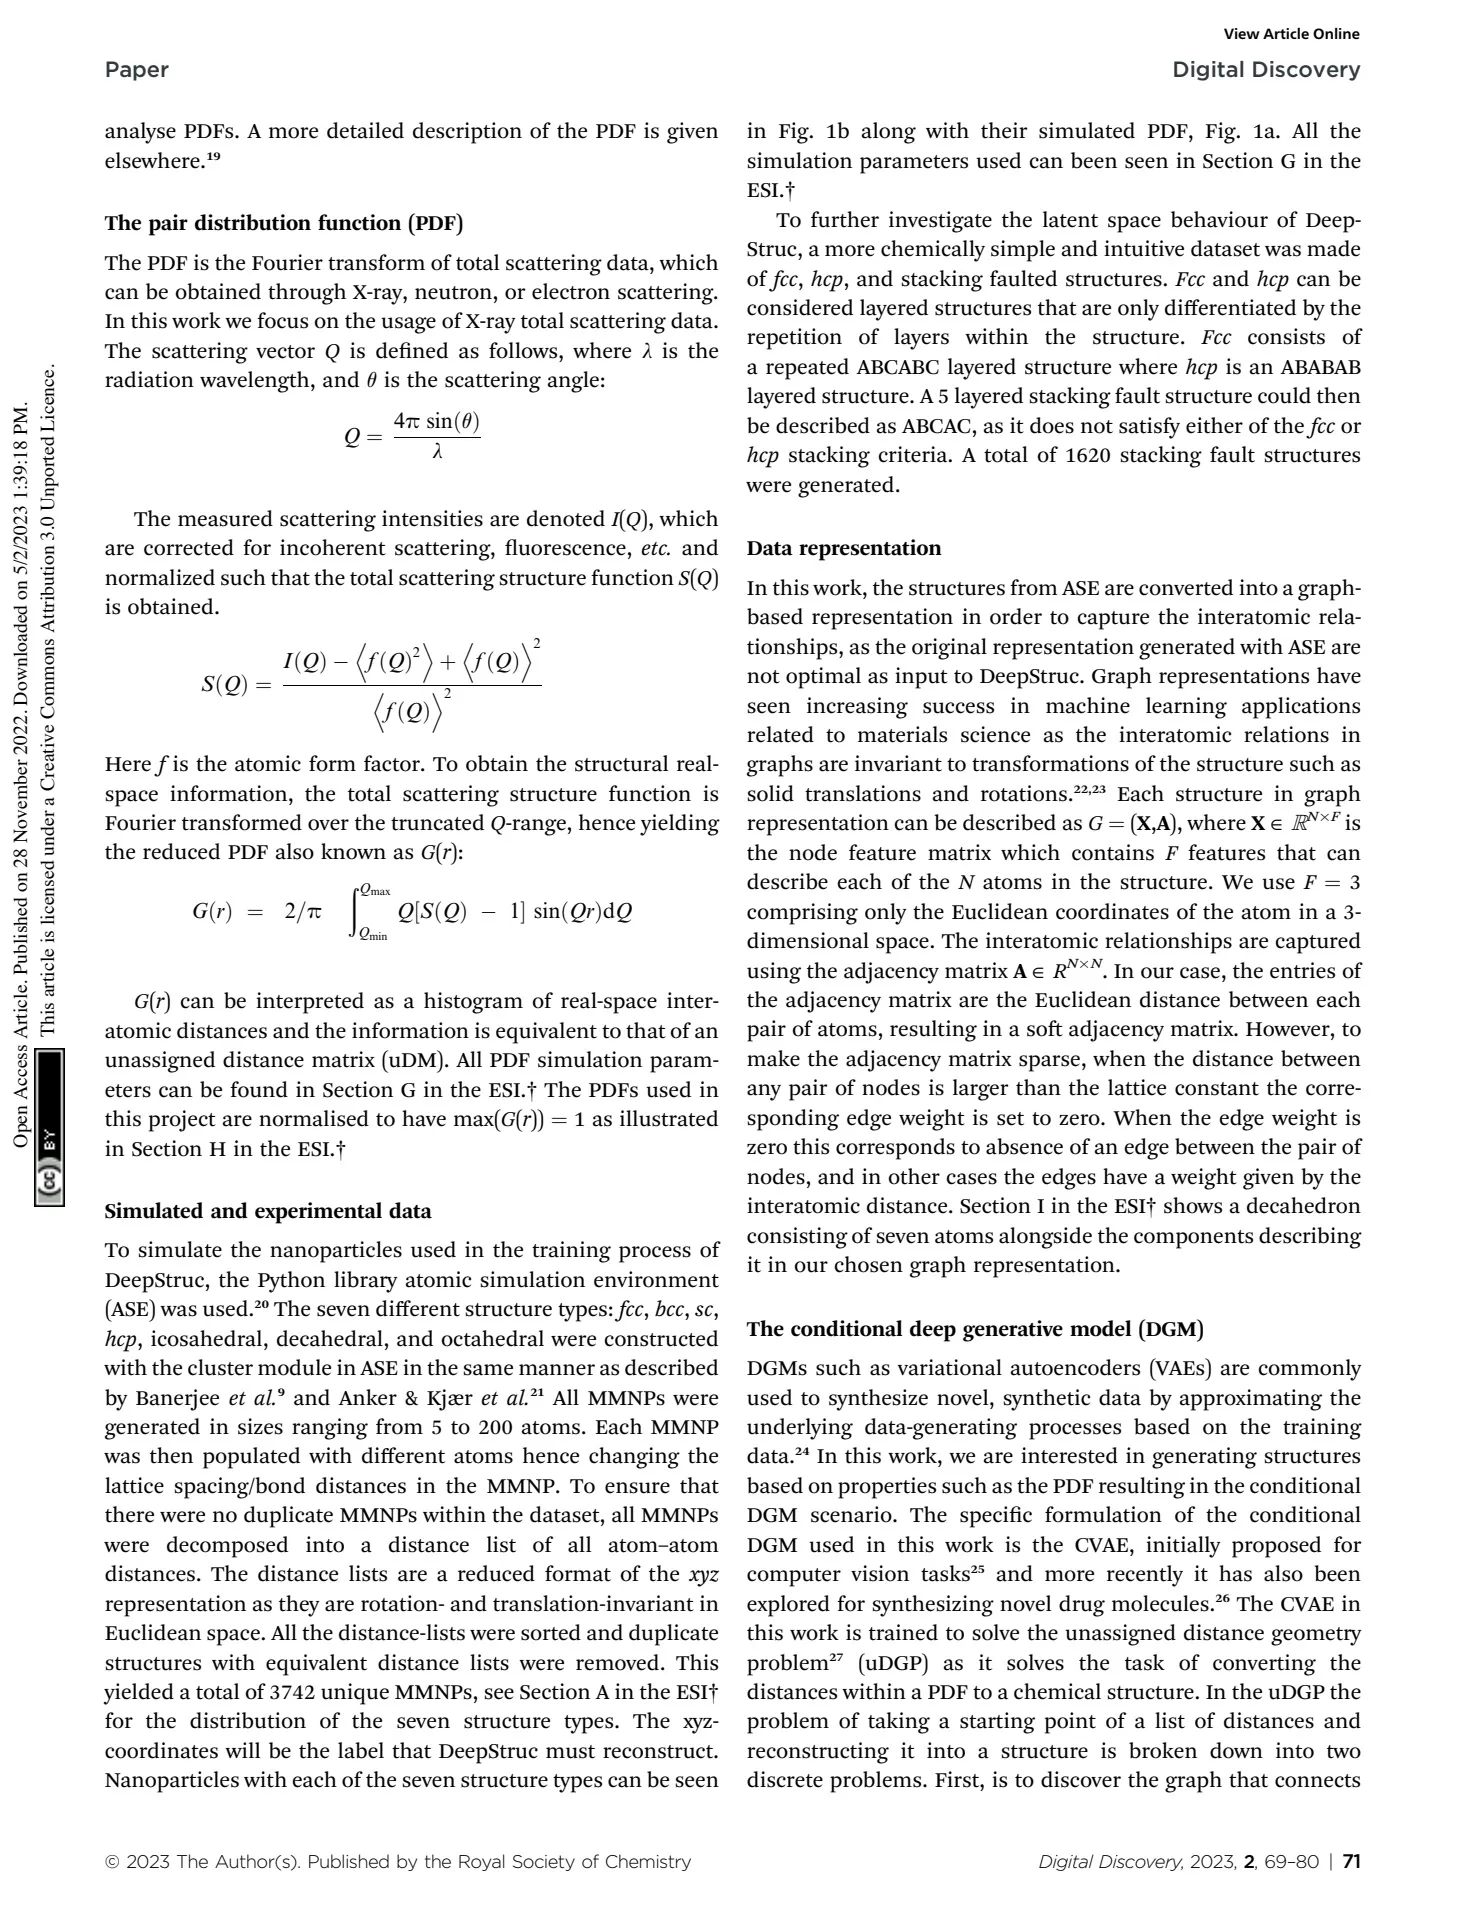 View Article Online
Paper
Digital Discovery
analyse PDFs. A more detailed description of the PDF is given
elsewhere.¹⁹
The pair distribution function (PDF)
The PDF is the Fourier transform of total scattering data, which
can be obtained through X-ray, neutron, or electron scattering.
In this work we focus on the usage of X-ray total scattering data.
The scattering vector Q is defined as follows, where λ is the
radiation wavelength, and θ is the scattering angle:
Q = 4π sin(θ) / λ
The measured scattering intensities are denoted I(Q), which
are corrected for incoherent scattering, fluorescence, etc. and
normalized such that the total scattering structure function S(Q)
is obtained.
S(Q) = (I(Q) − ⟨f(Q)²⟩ + ⟨f(Q)⟩²) / ⟨f(Q)⟩²
Here f is the atomic form factor. To obtain the structural real-
space information, the total scattering structure function is
Fourier transformed over the truncated Q-range, hence yielding
the reduced PDF also known as G(r):
G(r) = 2/π ∫_{Qmin}^{Qmax} Q[S(Q) − 1] sin(Qr)dQ
G(r) can be interpreted as a histogram of real-space inter-
atomic distances and the information is equivalent to that of an
unassigned distance matrix (uDM). All PDF simulation param-
eters can be found in Section G in the ESI.† The PDFs used in
this project are normalised to have max(G(r)) = 1 as illustrated
in Section H in the ESI.†
Simulated and experimental data
To simulate the nanoparticles used in the training process of
DeepStruc, the Python library atomic simulation environment
(ASE) was used.²⁰ The seven different structure types: fcc, bcc, sc,
hcp, icosahedral, decahedral, and octahedral were constructed
with the cluster module in ASE in the same manner as described
by Banerjee et al.⁹ and Anker & Kjær et al.²¹ All MMNPs were
generated in sizes ranging from 5 to 200 atoms. Each MMNP
was then populated with different atoms hence changing the
lattice spacing/bond distances in the MMNP. To ensure that
there were no duplicate MMNPs within the dataset, all MMNPs
were decomposed into a distance list of all atom–atom
distances. The distance lists are a reduced format of the xyz
representation as they are rotation- and translation-invariant in
Euclidean space. All the distance-lists were sorted and duplicate
structures with equivalent distance lists were removed. This
yielded a total of 3742 unique MMNPs, see Section A in the ESI†
for the distribution of the seven structure types. The xyz-
coordinates will be the label that DeepStruc must reconstruct.
Nanoparticles with each of the seven structure types can be seen
in Fig. 1b along with their simulated PDF, Fig. 1a. All the
simulation parameters used can been seen in Section G in the
ESI.†
To further investigate the latent space behaviour of Deep-
Struc, a more chemically simple and intuitive dataset was made
of fcc, hcp, and stacking faulted structures. Fcc and hcp can be
considered layered structures that are only differentiated by the
repetition of layers within the structure. Fcc consists of
a repeated ABCABC layered structure where hcp is an ABABAB
layered structure. A 5 layered stacking fault structure could then
be described as ABCAC, as it does not satisfy either of the fcc or
hcp stacking criteria. A total of 1620 stacking fault structures
were generated.
Data representation
In this work, the structures from ASE are converted into a graph-
based representation in order to capture the interatomic rela-
tionships, as the original representation generated with ASE are
not optimal as input to DeepStruc. Graph representations have
seen increasing success in machine learning applications
related to materials science as the interatomic relations in
graphs are invariant to transformations of the structure such as
solid translations and rotations.²²,²³ Each structure in graph
representation can be described as G = (X,A), where X ∈ ℝ^{N×F} is
the node feature matrix which contains F features that can
describe each of the N atoms in the structure. We use F = 3
comprising only the Euclidean coordinates of the atom in a 3-
dimensional space. The interatomic relationships are captured
using the adjacency matrix A ∈ R^{N×N}. In our case, the entries of
the adjacency matrix are the Euclidean distance between each
pair of atoms, resulting in a soft adjacency matrix. However, to
make the adjacency matrix sparse, when the distance between
any pair of nodes is larger than the lattice constant the corre-
sponding edge weight is set to zero. When the edge weight is
zero this corresponds to absence of an edge between the pair of
nodes, and in other cases the edges have a weight given by the
interatomic distance. Section I in the ESI† shows a decahedron
consisting of seven atoms alongside the components describing
it in our chosen graph representation.
The conditional deep generative model (DGM)
DGMs such as variational autoencoders (VAEs) are commonly
used to synthesize novel, synthetic data by approximating the
underlying data-generating processes based on the training
data.²⁴ In this work, we are interested in generating structures
based on properties such as the PDF resulting in the conditional
DGM scenario. The specific formulation of the conditional
DGM used in this work is the CVAE, initially proposed for
computer vision tasks²⁵ and more recently it has also been
explored for synthesizing novel drug molecules.²⁶ The CVAE in
this work is trained to solve the unassigned distance geometry
problem²⁷ (uDGP) as it solves the task of converting the
distances within a PDF to a chemical structure. In the uDGP the
problem of taking a starting point of a list of distances and
reconstructing it into a structure is broken down into two
discrete problems. First, is to discover the graph that connects
Open Access Article. Published on 28 November 2022. Downloaded on 5/2/2023 1:39:18 PM.
This article is licensed under a Creative Commons Attribution 3.0 Unported Licence.
(cc) BY
© 2023 The Author(s). Published by the Royal Society of Chemistry
Digital Discovery, 2023, 2, 69–80 | 71